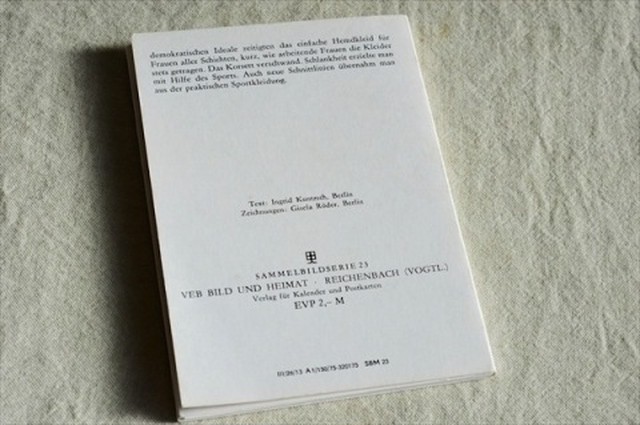 demokratischen Ideale zeitigten das einfache Hemdkleid für
Frauen aller Schichten, kurz, wie arbeitende Frauen die Kleider
stets getragen. Das Korsett verschwand. Schlankheit erzielte man
mit Hilfe des Sports. Auch neue Schnittlinien übernahm man
aus der praktischen Sportkleidung.
Text: Ingrid, Berlin
Zeichnungen: Gisela Röder, Berlin
SAMMELBILDSERIE 23
VEB BILD UND HEIMAT · REICHENBACH (VOGTL.)
Verlag für Kalender und Postkarten
EVP 2,– M
SBM 23